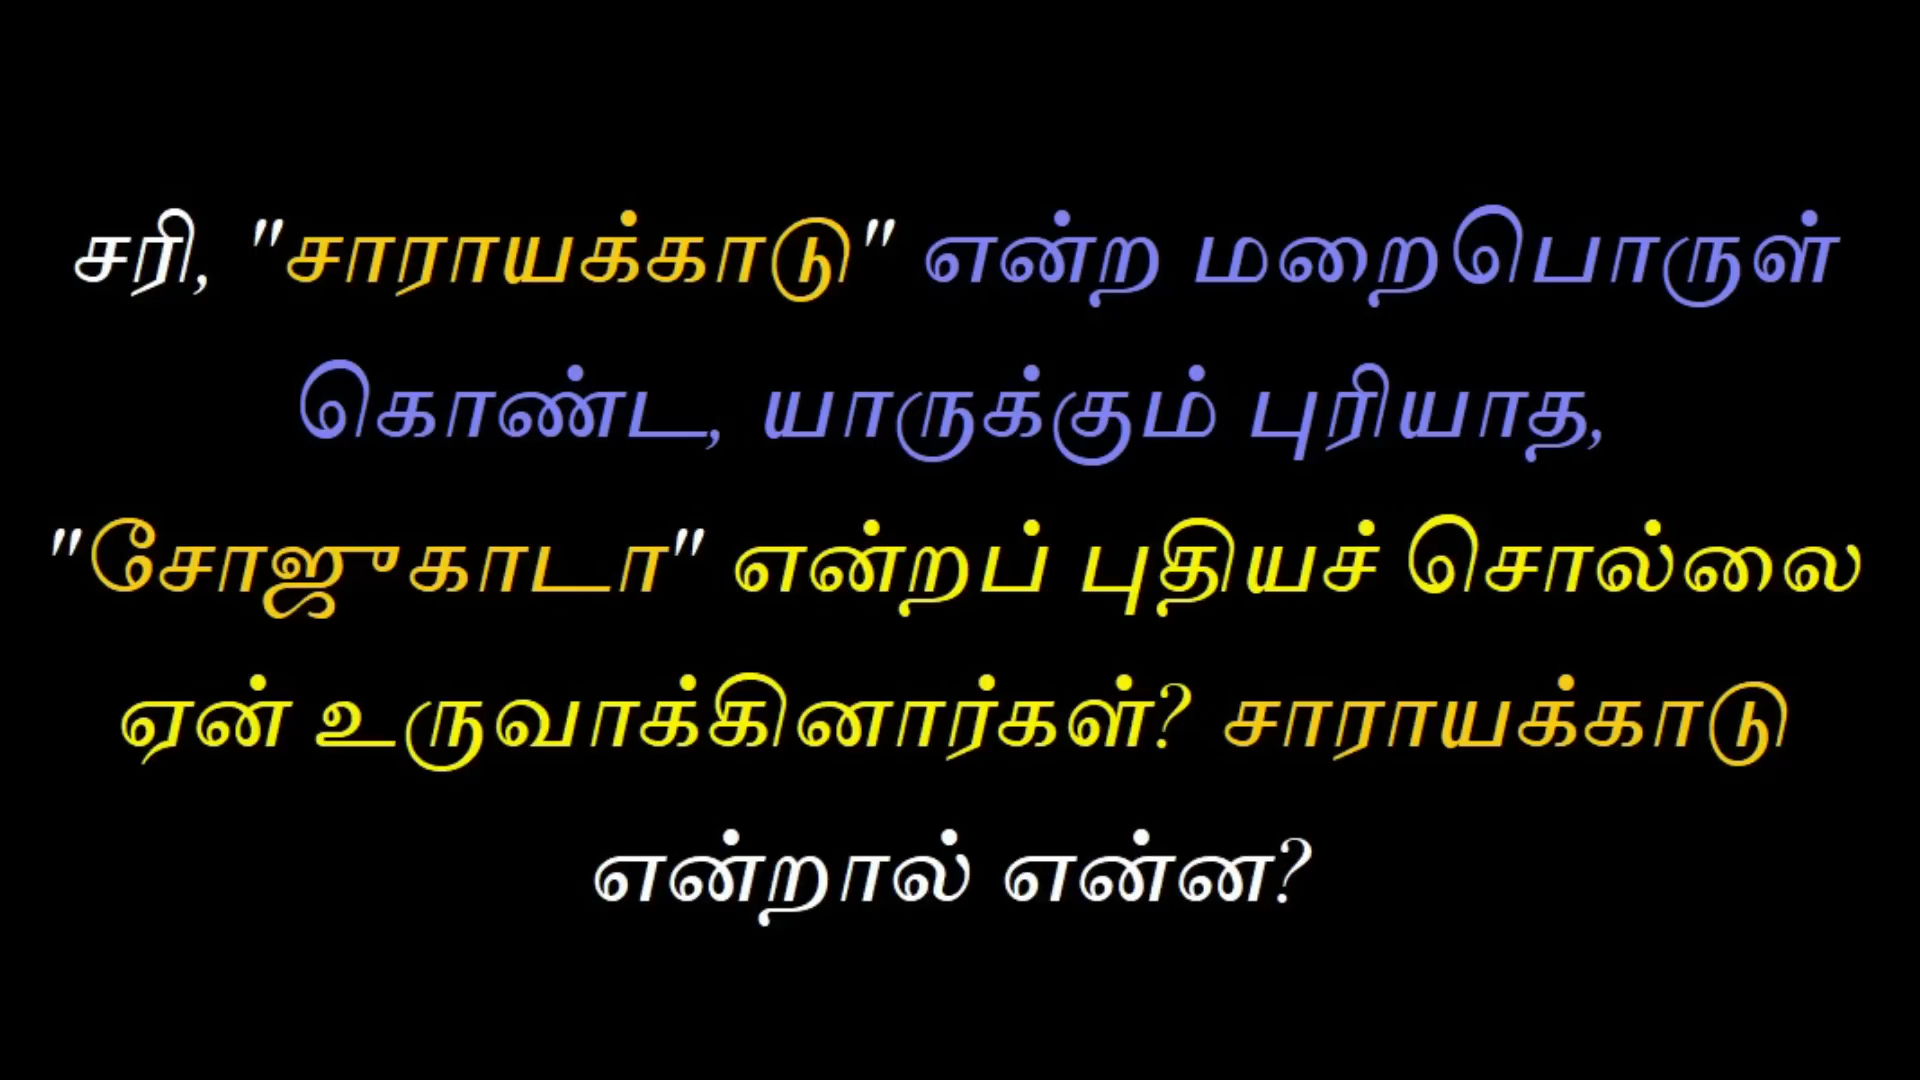 சரி, "சாராயக்காடு" என்ற மறைபொருள்
கொண்ட, யாருக்கும் புரியாத,
"சோஜுகாடா" என்றப் புதியச் சொல்லை
ஏன் உருவாக்கினார்கள்? சாராயக்காடு
என்றால் என்ன?